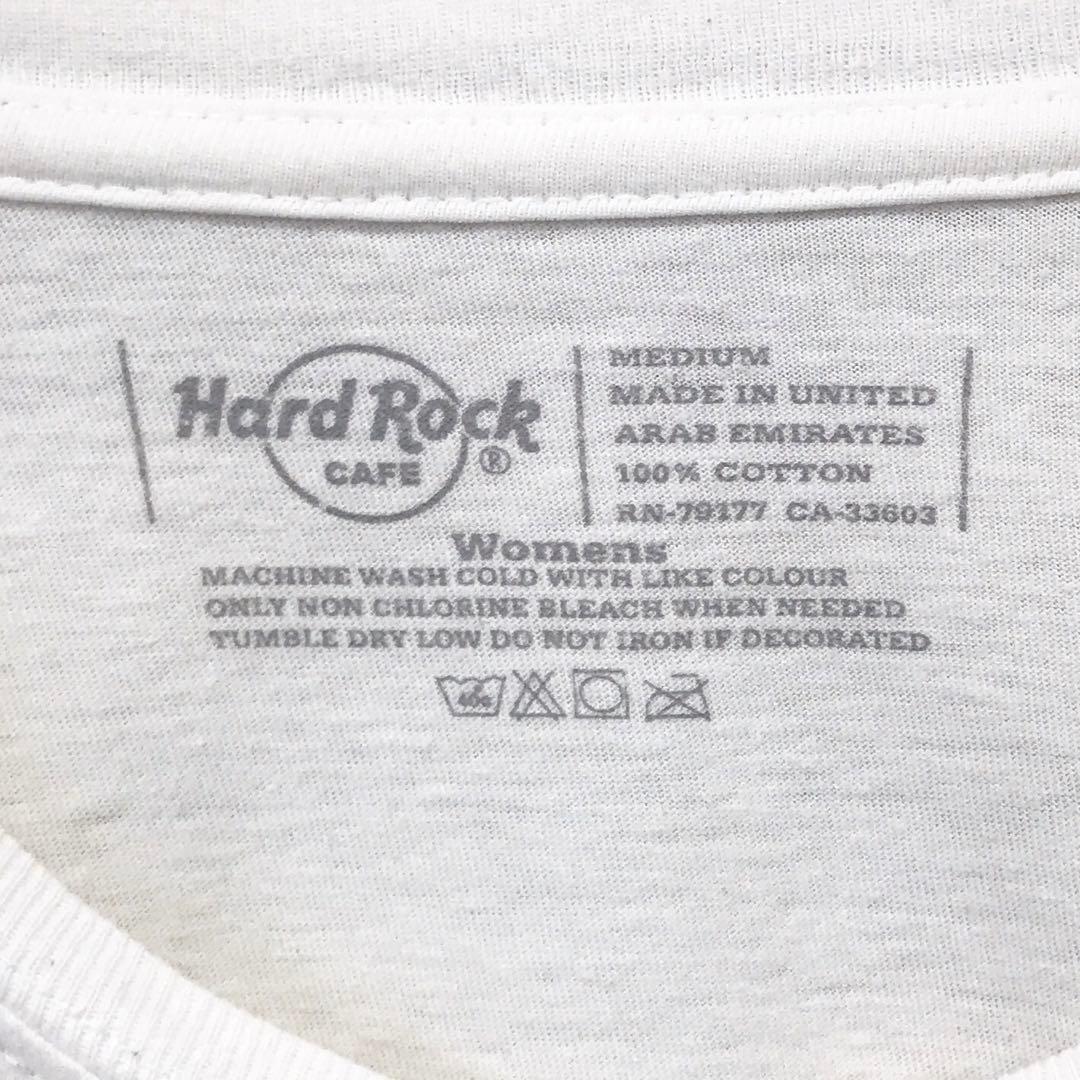 Hard Rock
CAFE ®
MEDIUM
MADE IN UNITED
ARAB EMIRATES
100% COTTON
RN-79177 CA-33603
Womens
MACHINE WASH COLD WITH LIKE COLOUR
ONLY NON CHLORINE BLEACH WHEN NEEDED
TUMBLE DRY LOW DO NOT IRON IF DECORATED